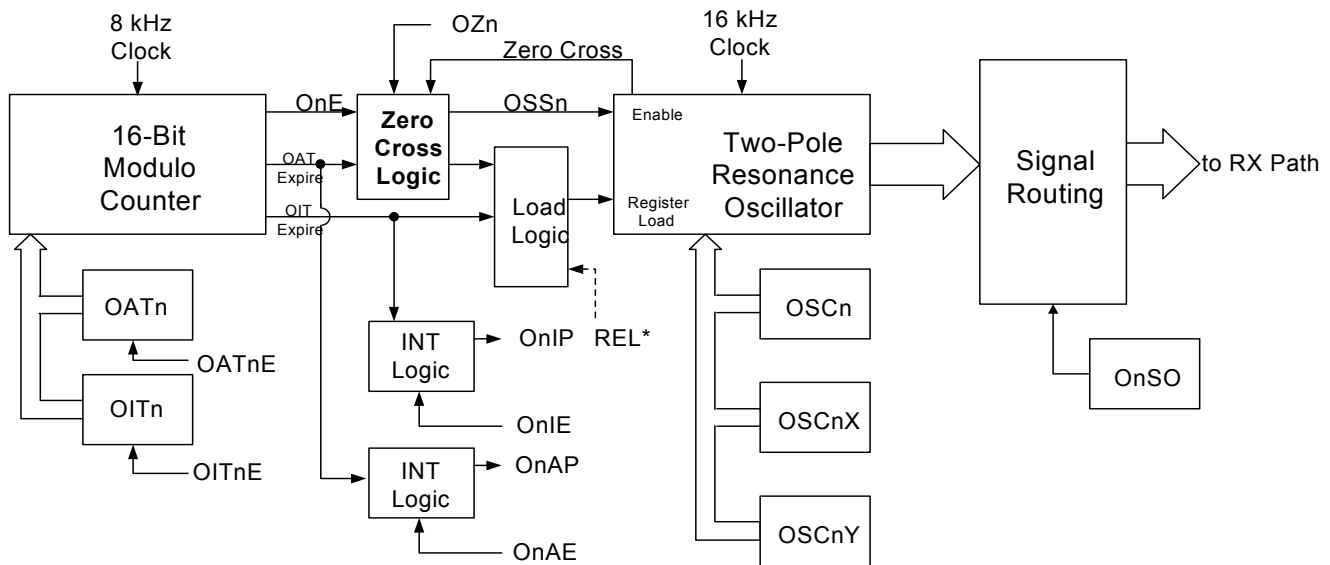 8 kHz
Clock
OZn
16 kHz
Clock
Zero Cross
OnE
OSSn
16-Bit
Modulo
Counter
OAT
Expire
OIT
Expire
Zero
Cross
Logic
Load
Logic
Enable
Register
Load
Two-Pole
Resonance
Oscillator
Signal
Routing
to RX Path
OATn
OATnE
OITn
OITnE
INT
Logic
OnIP
REL*
OnIE
INT
Logic
OnAP
OnAE
OSCn
OSCnX
OSCnY
OnSO